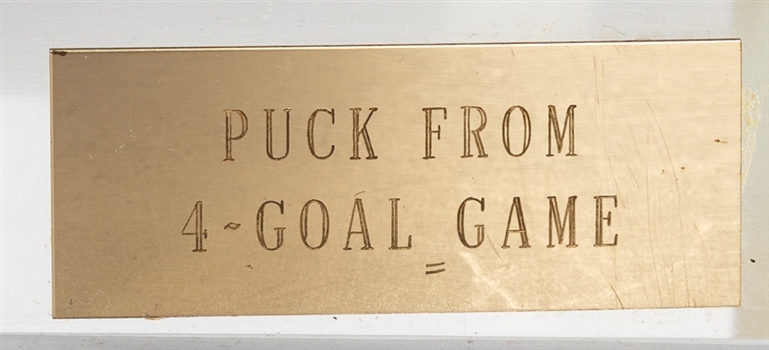 PUCK FROM
4-GOAL GAME
=